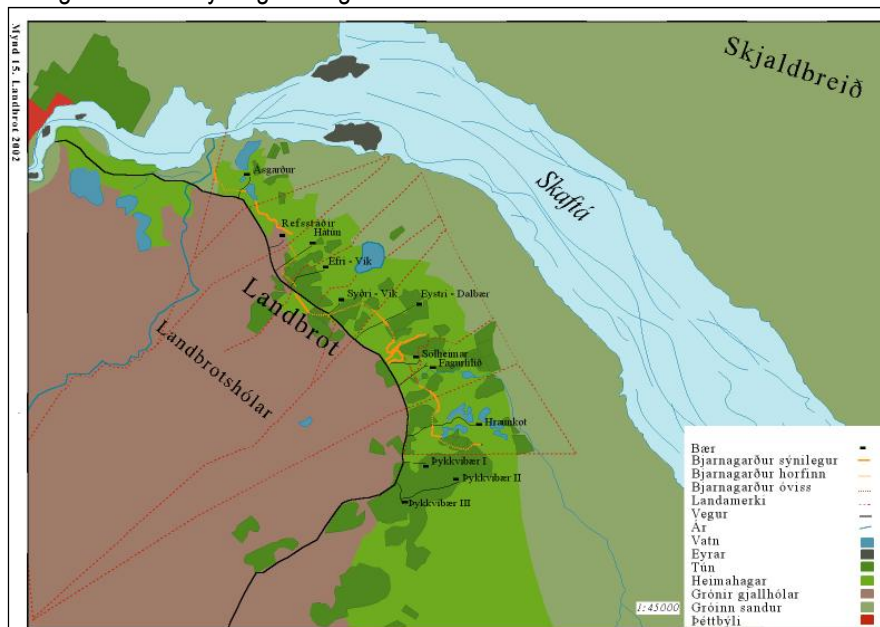 Mynd 15. Landbrot 2002
Skjaldbreið
Skaftá
Ásgarður
Refsstaður
Hátún
Efri - Vík
Syðri - Vík
Eystri - Dalbær
Landbrot
Landbrotshólar
Sólheimar
Fagurhlíð
Hraunkot
Þykkvibær I
Þykkvibær II
Þykkvibær III
Bær
Bjarnagarður sýnilegur
Bjarnagarður horfinn
Bjarnagarður óviss
Landamerki
Vegur
Ár
Vatn
Eyrar
Tún
Heimahagar
Grónir gjallhólar
Gróinn sandur
Þéttbýli
1:45000